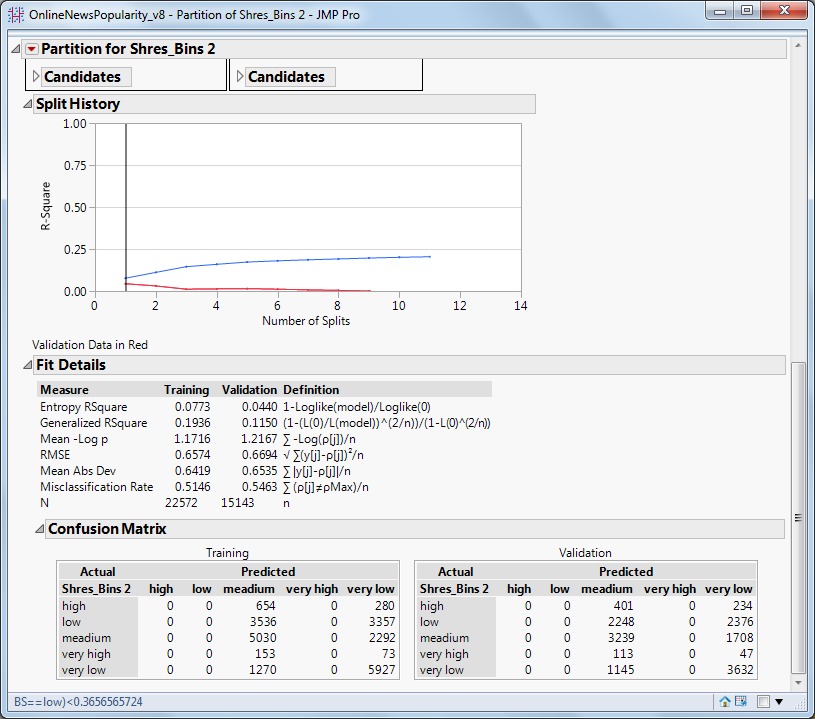 OnlineNewsPopularity_v8 - Partition of Shres_Bins 2 - JMP Pro
Partition for Shres_Bins 2
Candidates Candidates
Split History
1.00
0.75
0.50
0.25
0.00
R-Square
0 2 4 6 8 10 12 14
Number of Splits
Validation Data in Red
Fit Details
Measure Training Validation Definition
Entropy RSquare 0.0773 0.0440 1-Loglike(model)/Loglike(0)
Generalized RSquare 0.1936 0.1150 (1-(L(0)/L(model))^(2/n))/(1-L(0)^(2/n))
Mean -Log p 1.1716 1.2167 ∑ -Log(ρ[j])/n
RMSE 0.6574 0.6694 √ ∑(y[j]-ρ[j])²/n
Mean Abs Dev 0.6419 0.6535 ∑ |y[j]-ρ[j]|/n
Misclassification Rate 0.5146 0.5463 ∑ (ρ[j]≠ρMax)/n
N 22572 15143 n
Confusion Matrix
Training Validation
Actual Predicted Actual Predicted
Shres_Bins 2 high low meadium very high very low Shres_Bins 2 high low meadium very high very low
high 0 0 654 0 280 high 0 0 401 0 234
low 0 0 3536 0 3357 low 0 0 2248 0 2376
meadium 0 0 5030 0 2292 meadium 0 0 3239 0 1708
very high 0 0 153 0 73 very high 0 0 113 0 47
very low 0 0 1270 0 5927 very low 0 0 1145 0 3632
BS==low)<0.3656565724